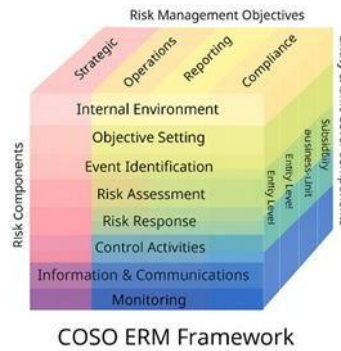 Risk Management Objectives
Strategic
Operations
Reporting
Compliance
Risk Components
Internal Environment
Objective Setting
Event Identification
Risk Assessment
Risk Response
Control Activities
Information & Communications
Monitoring
Entity Level
Entity Level
Business-Unit
Subsidiary
COSO ERM Framework